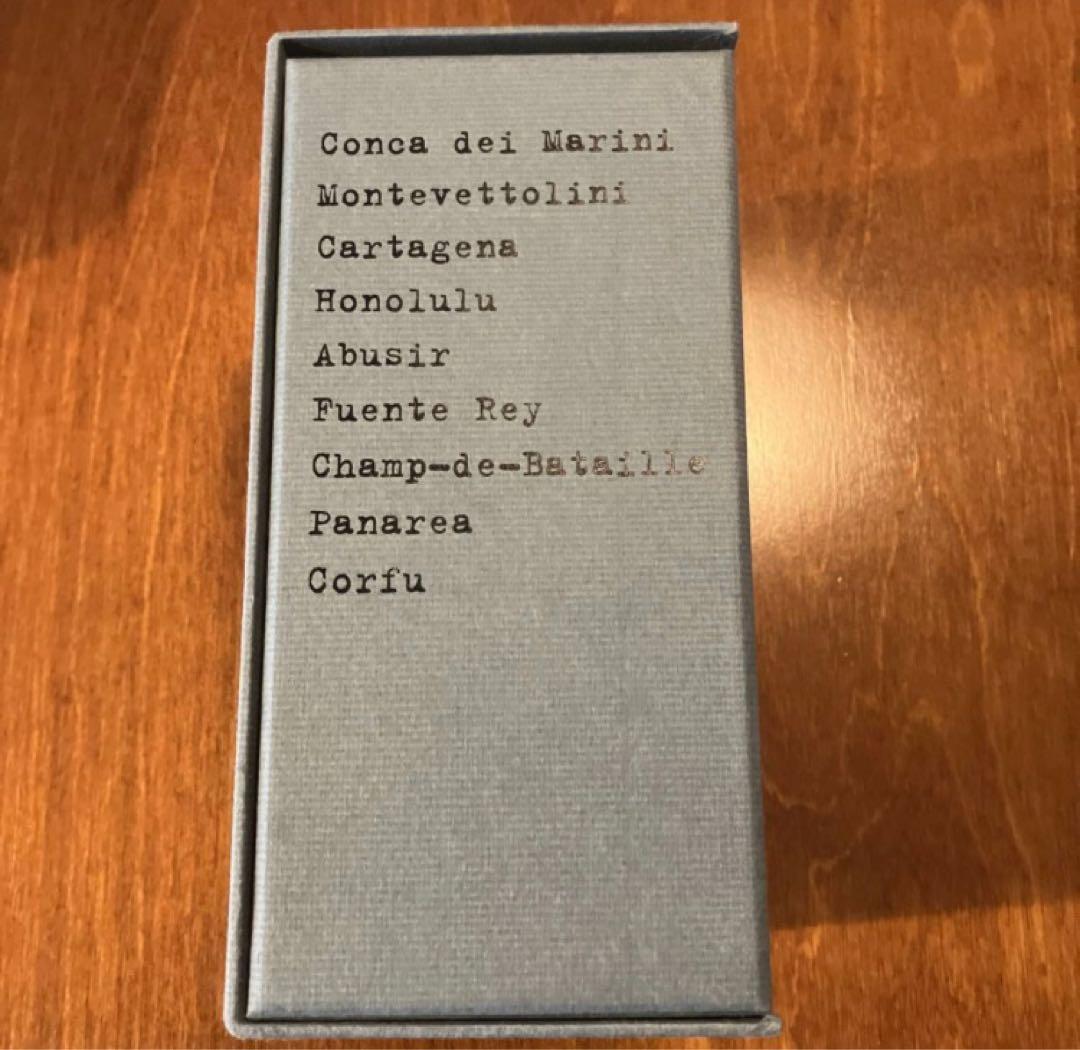 Conca dei Marini
Montevettolini
Cartagena
Honolulu
Abusir
Fuente Rey
Champ-de-Bataille
Panarea
Corfu